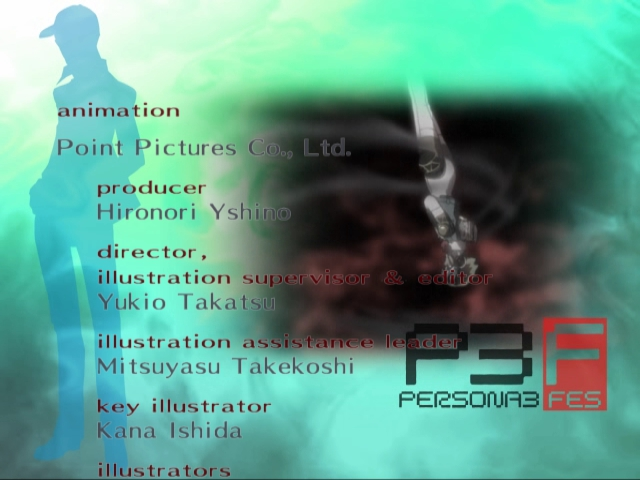 animation
Point Pictures Co., Ltd.
producer
Hironori Yshino
director,
illustration supervisor & editor
Yukio Takatsu
illustration assistance leader
Mitsuyasu Takekoshi
key illustrator
Kana Ishida
illustrators
P3F
PERSONA3 FES